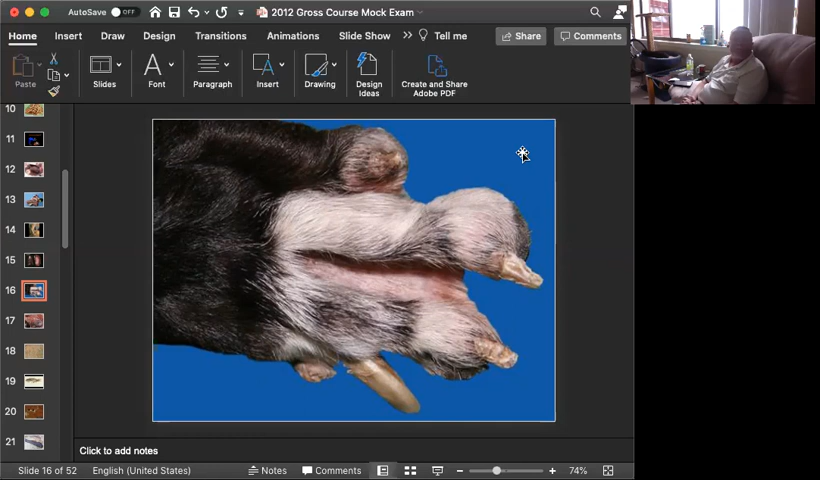 AutoSave OFF 2012 Gross Course Mock Exam
Home Insert Draw Design Transitions Animations Slide Show Tell me Share Comments
Paste Slides Font Paragraph Insert Drawing Design Ideas Create and Share Adobe PDF
10
11
12
13
14
15
16
17
18
19
20
21
Click to add notes
Slide 16 of 52 English (United States) Notes Comments 74%